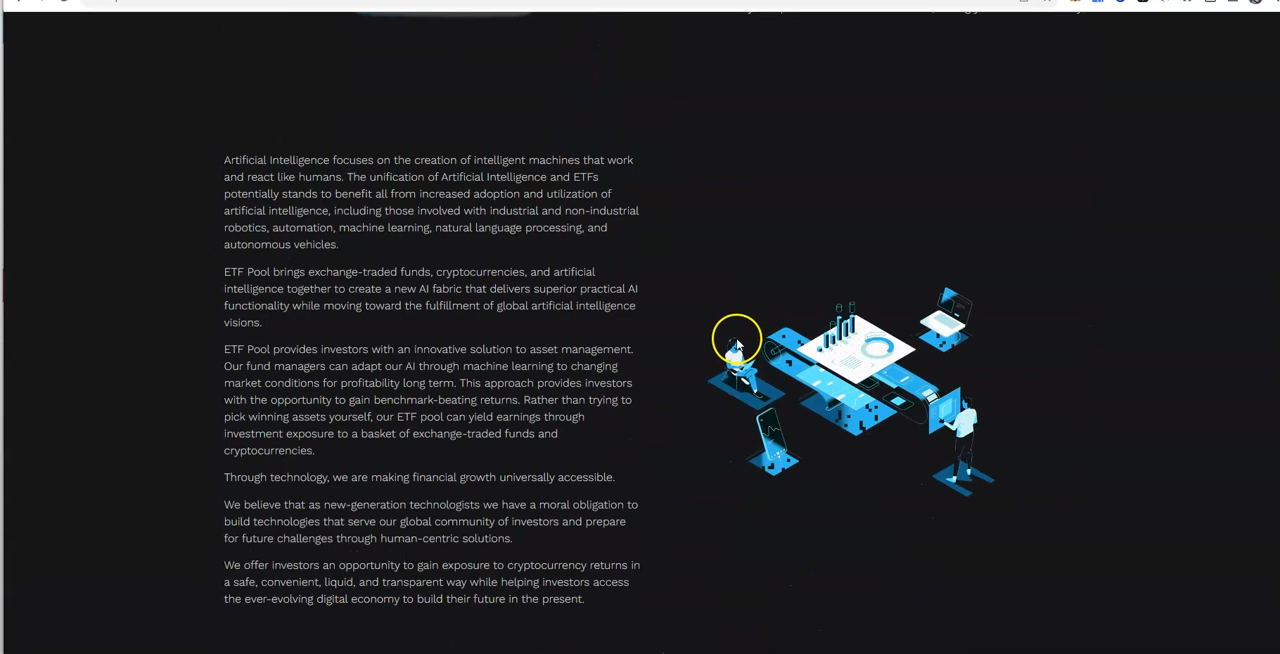 Artificial Intelligence focuses on the creation of intelligent machines that work
and react like humans. The unification of Artificial Intelligence and ETFs
potentially stands to benefit all from increased adoption and utilization of
artificial intelligence, including those involved with industrial and non-industrial
robotics, automation, machine learning, natural language processing, and
autonomous vehicles.
ETF Pool brings exchange-traded funds, cryptocurrencies, and artificial
intelligence together to create a new AI fabric that delivers superior practical AI
functionality while moving toward the fulfillment of global artificial intelligence
visions.
ETF Pool provides investors with an innovative solution to asset management.
Our fund managers can adapt our AI through machine learning to changing
market conditions for profitability long term. This approach provides investors
with the opportunity to gain benchmark-beating returns. Rather than trying to
pick winning assets yourself, our ETF pool can yield earnings through
investment exposure to a basket of exchange-traded funds and
cryptocurrencies.
Through technology, we are making financial growth universally accessible.
We believe that as new-generation technologists we have a moral obligation to
build technologies that serve our global community of investors and prepare
for future challenges through human-centric solutions.
We offer investors an opportunity to gain exposure to cryptocurrency returns in
a safe, convenient, liquid, and transparent way while helping investors access
the ever-evolving digital economy to build their future in the present.